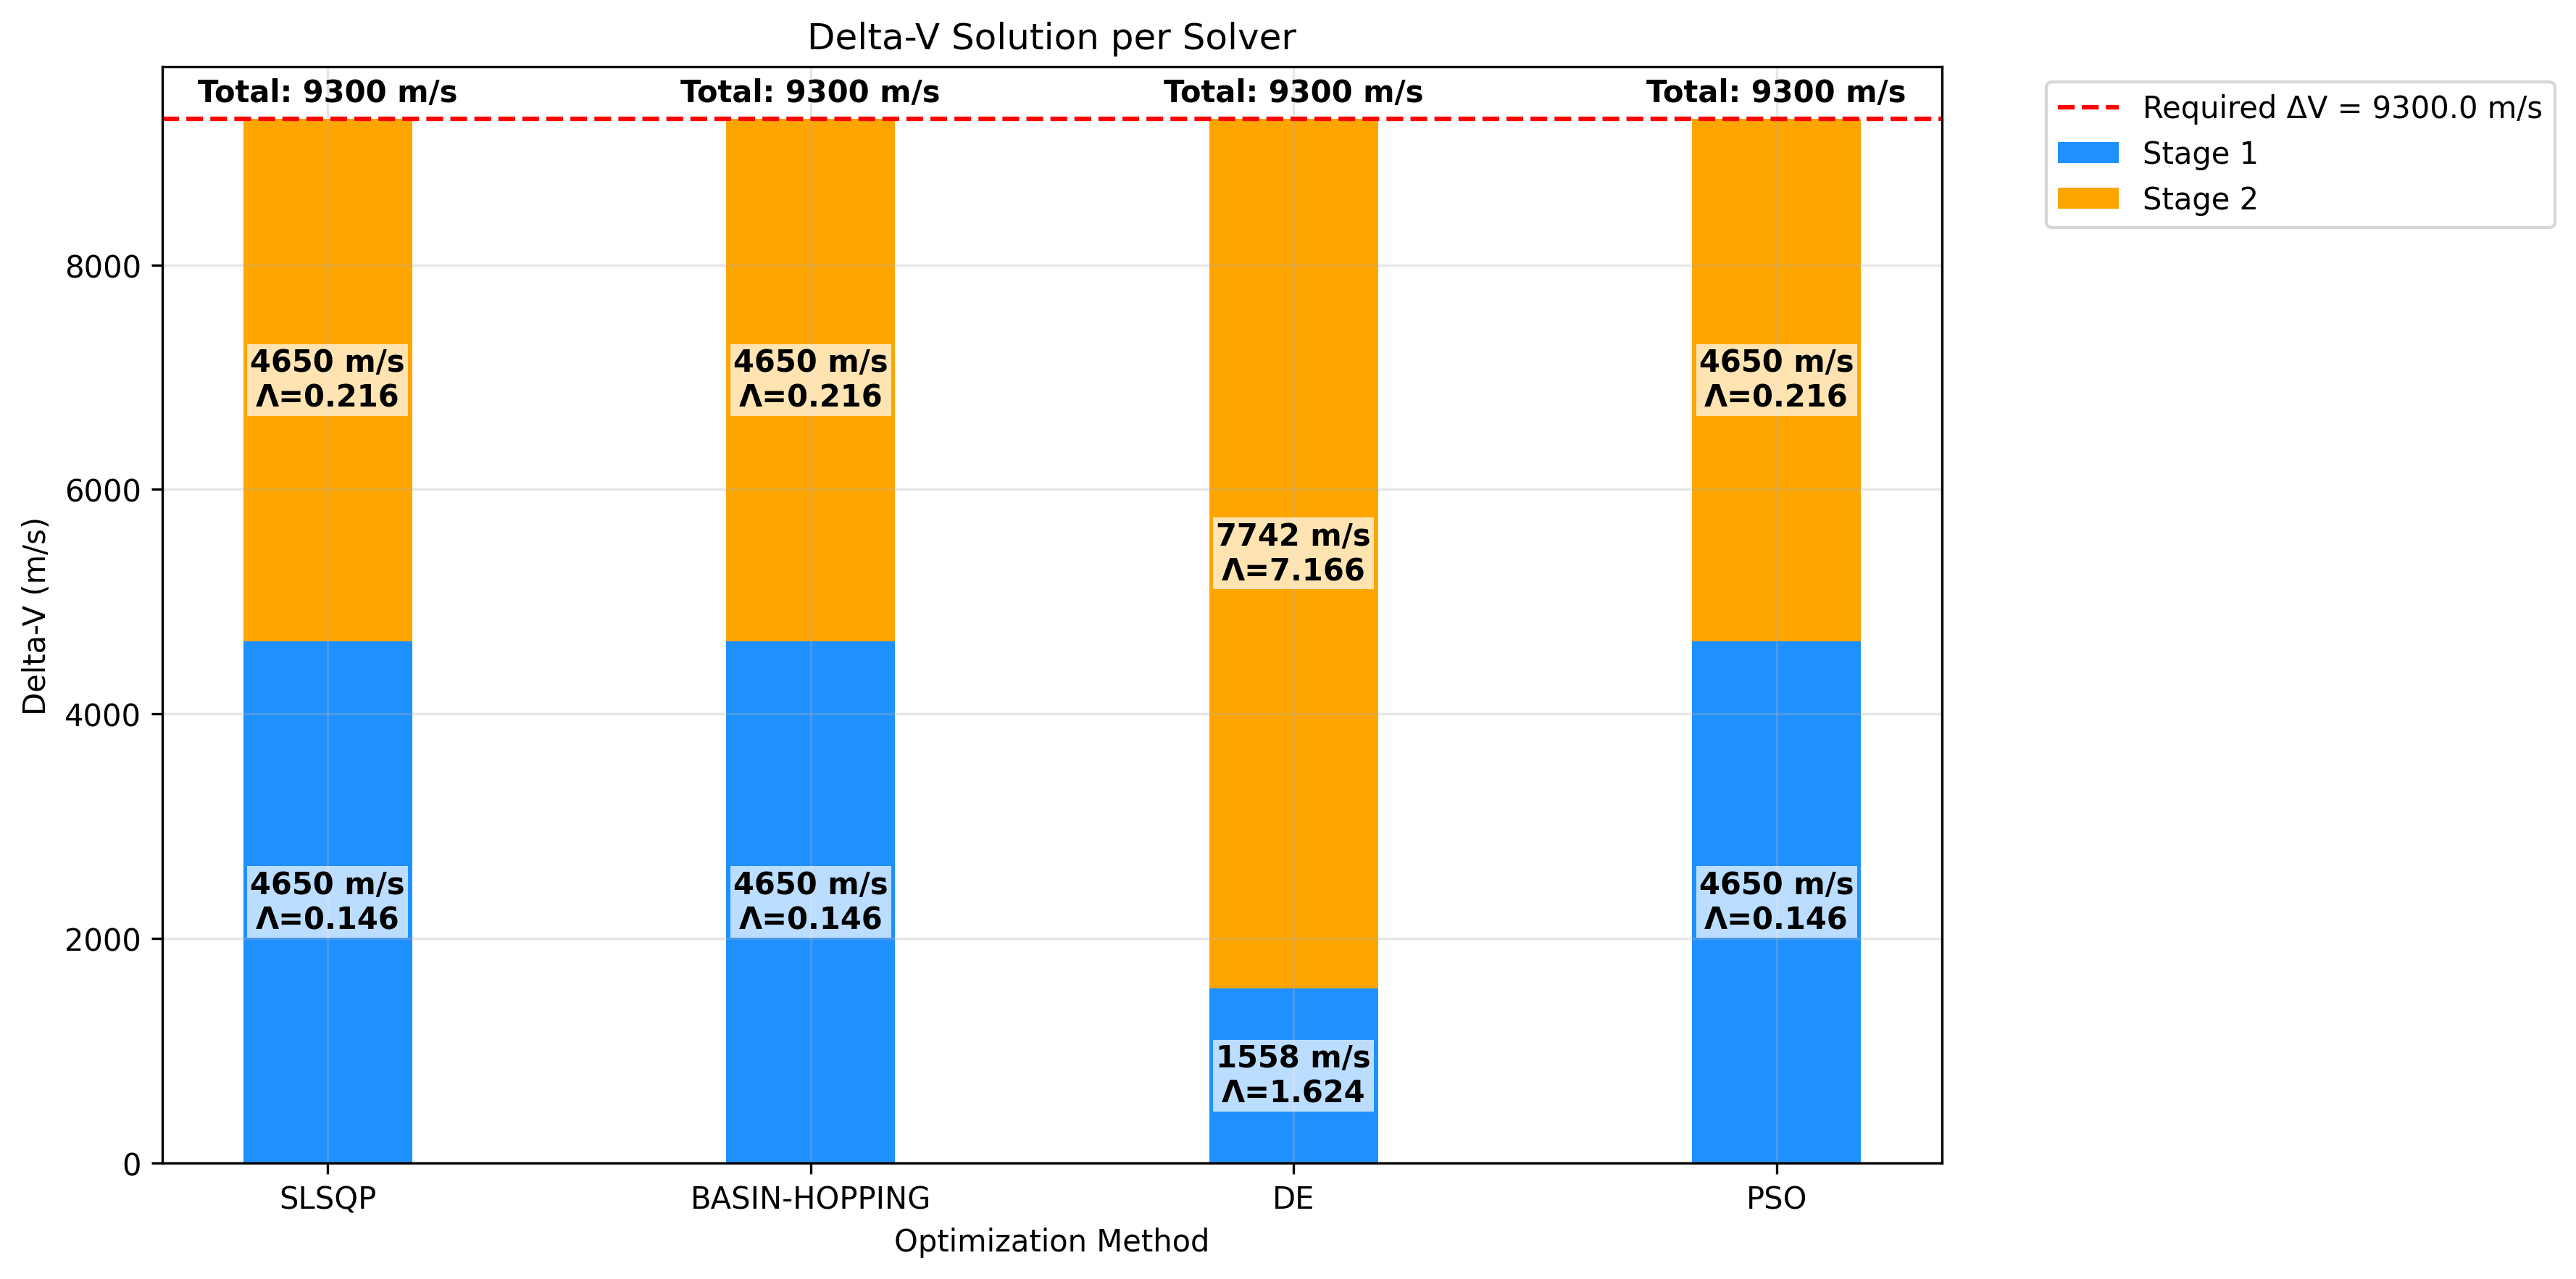 Delta-V Solution per Solver
Total: 9300 m/s
Total: 9300 m/s
Total: 9300 m/s
Total: 9300 m/s
Required ΔV = 9300.0 m/s
Stage 1
Stage 2
Delta-V (m/s)
8000
6000
4000
2000
0
4650 m/s
Λ=0.216
4650 m/s
Λ=0.146
4650 m/s
Λ=0.216
4650 m/s
Λ=0.146
7742 m/s
Λ=7.166
1558 m/s
Λ=1.624
4650 m/s
Λ=0.216
4650 m/s
Λ=0.146
SLSQP
BASIN-HOPPING
DE
PSO
Optimization Method